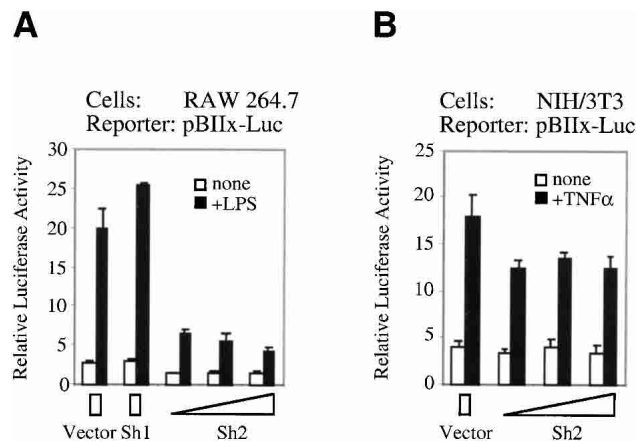 A
Cells: RAW 264.7
Reporter: pBIIx-Luc
Relative Luciferase Activity
30
25
20
15
10
5
0
none
+LPS
Vector Sh1 Sh2
B
Cells: NIH/3T3
Reporter: pBIIx-Luc
Relative Luciferase Activity
25
20
15
10
5
0
none
+TNFα
Vector Sh2